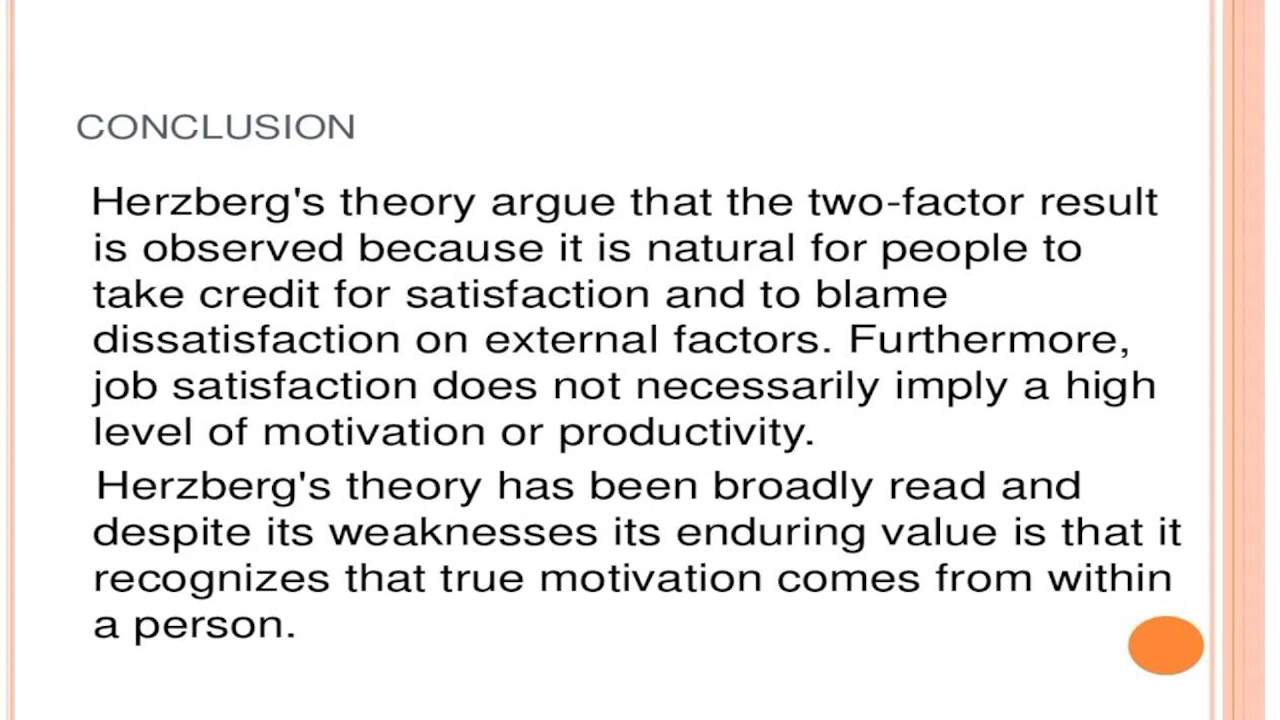 CONCLUSION
Herzberg's theory argue that the two-factor result
is observed because it is natural for people to
take credit for satisfaction and to blame
dissatisfaction on external factors. Furthermore,
job satisfaction does not necessarily imply a high
level of motivation or productivity.
Herzberg's theory has been broadly read and
despite its weaknesses its enduring value is that it
recognizes that true motivation comes from within
a person.